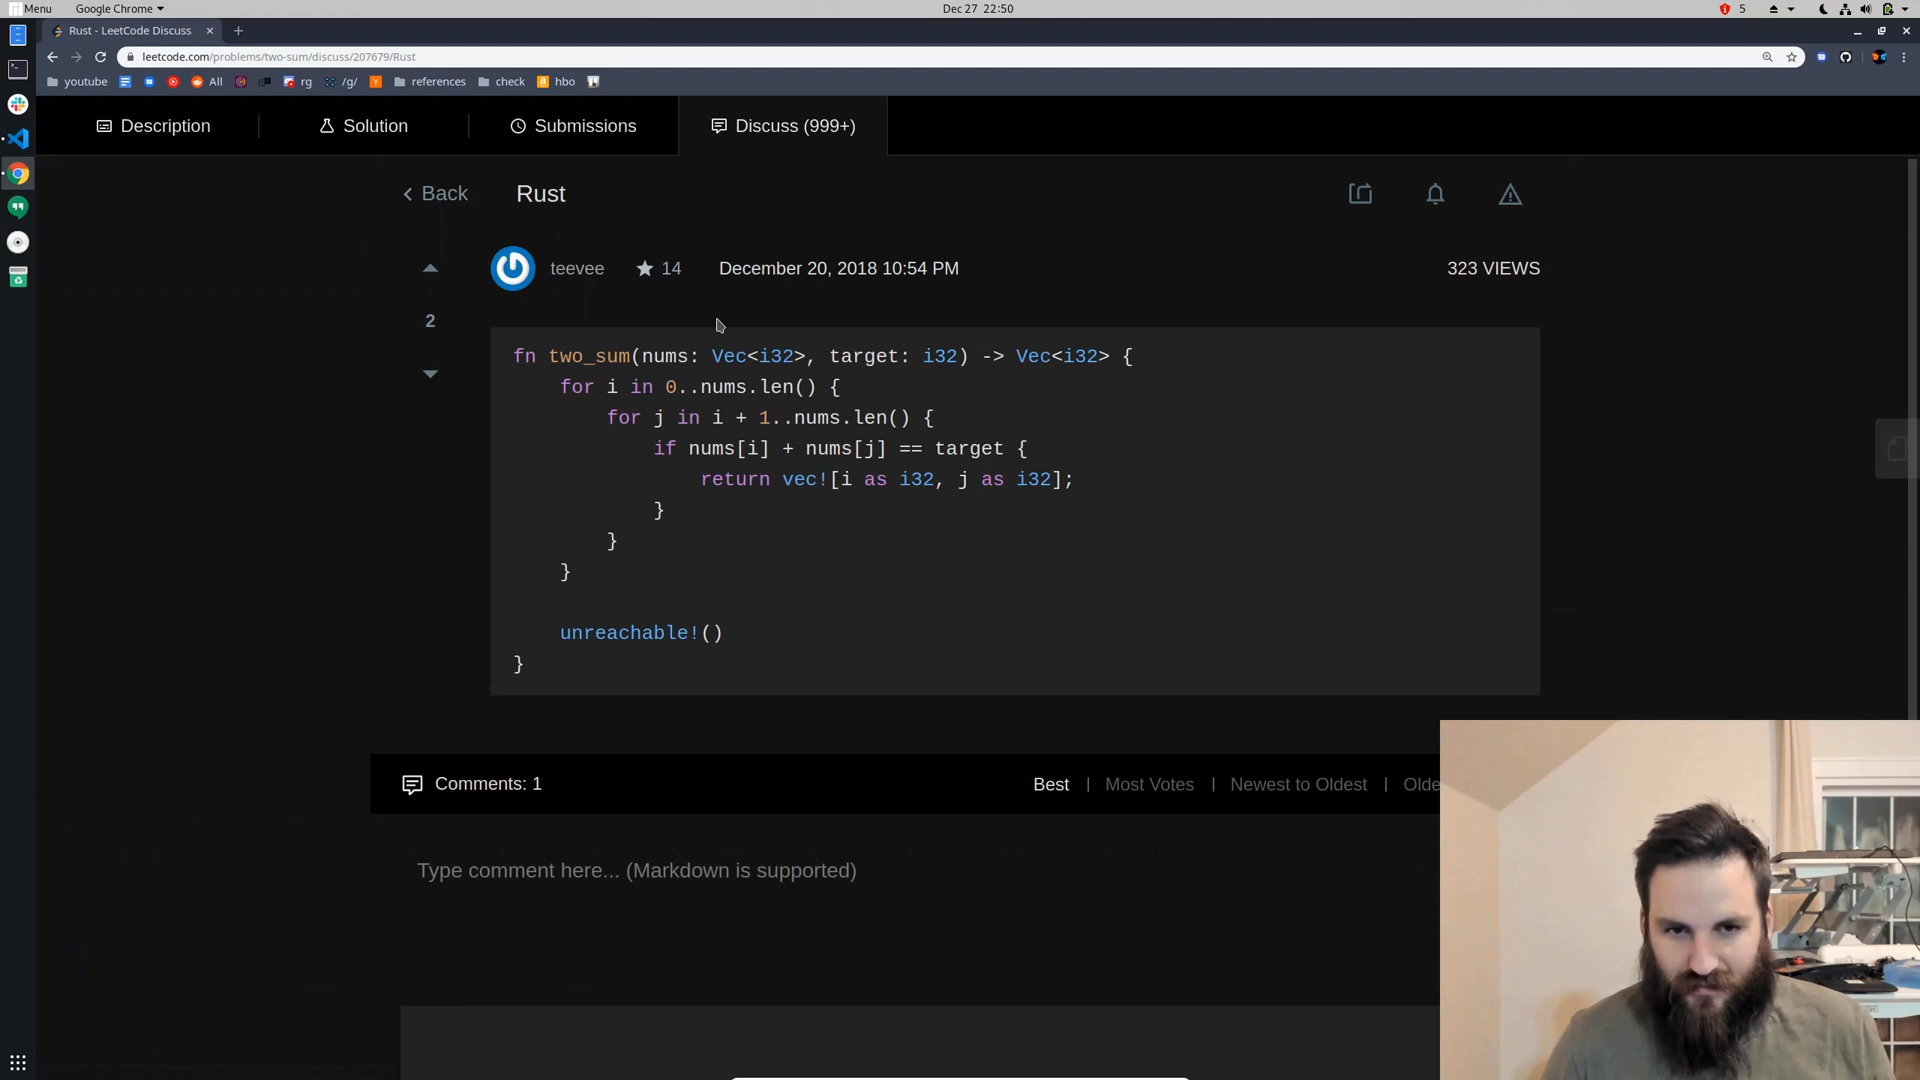 Menu Google Chrome Dec 27 22:50 5
Rust - LeetCode Discuss
leetcode.com/problems/two-sum/discuss/207679/Rust
youtube All rg /g/ Y references check a hbo
Description Solution Submissions Discuss (999+)
Back Rust
teevee 14 December 20, 2018 10:54 PM 323 VIEWS
2
fn two_sum(nums: Vec<i32>, target: i32) -> Vec<i32> {
    for i in 0..nums.len() {
        for j in i + 1..nums.len() {
            if nums[i] + nums[j] == target {
                return vec![i as i32, j as i32];
            }
        }
    }
    unreachable!()
}
Comments: 1 Best | Most Votes | Newest to Oldest | Olde
Type comment here... (Markdown is supported)